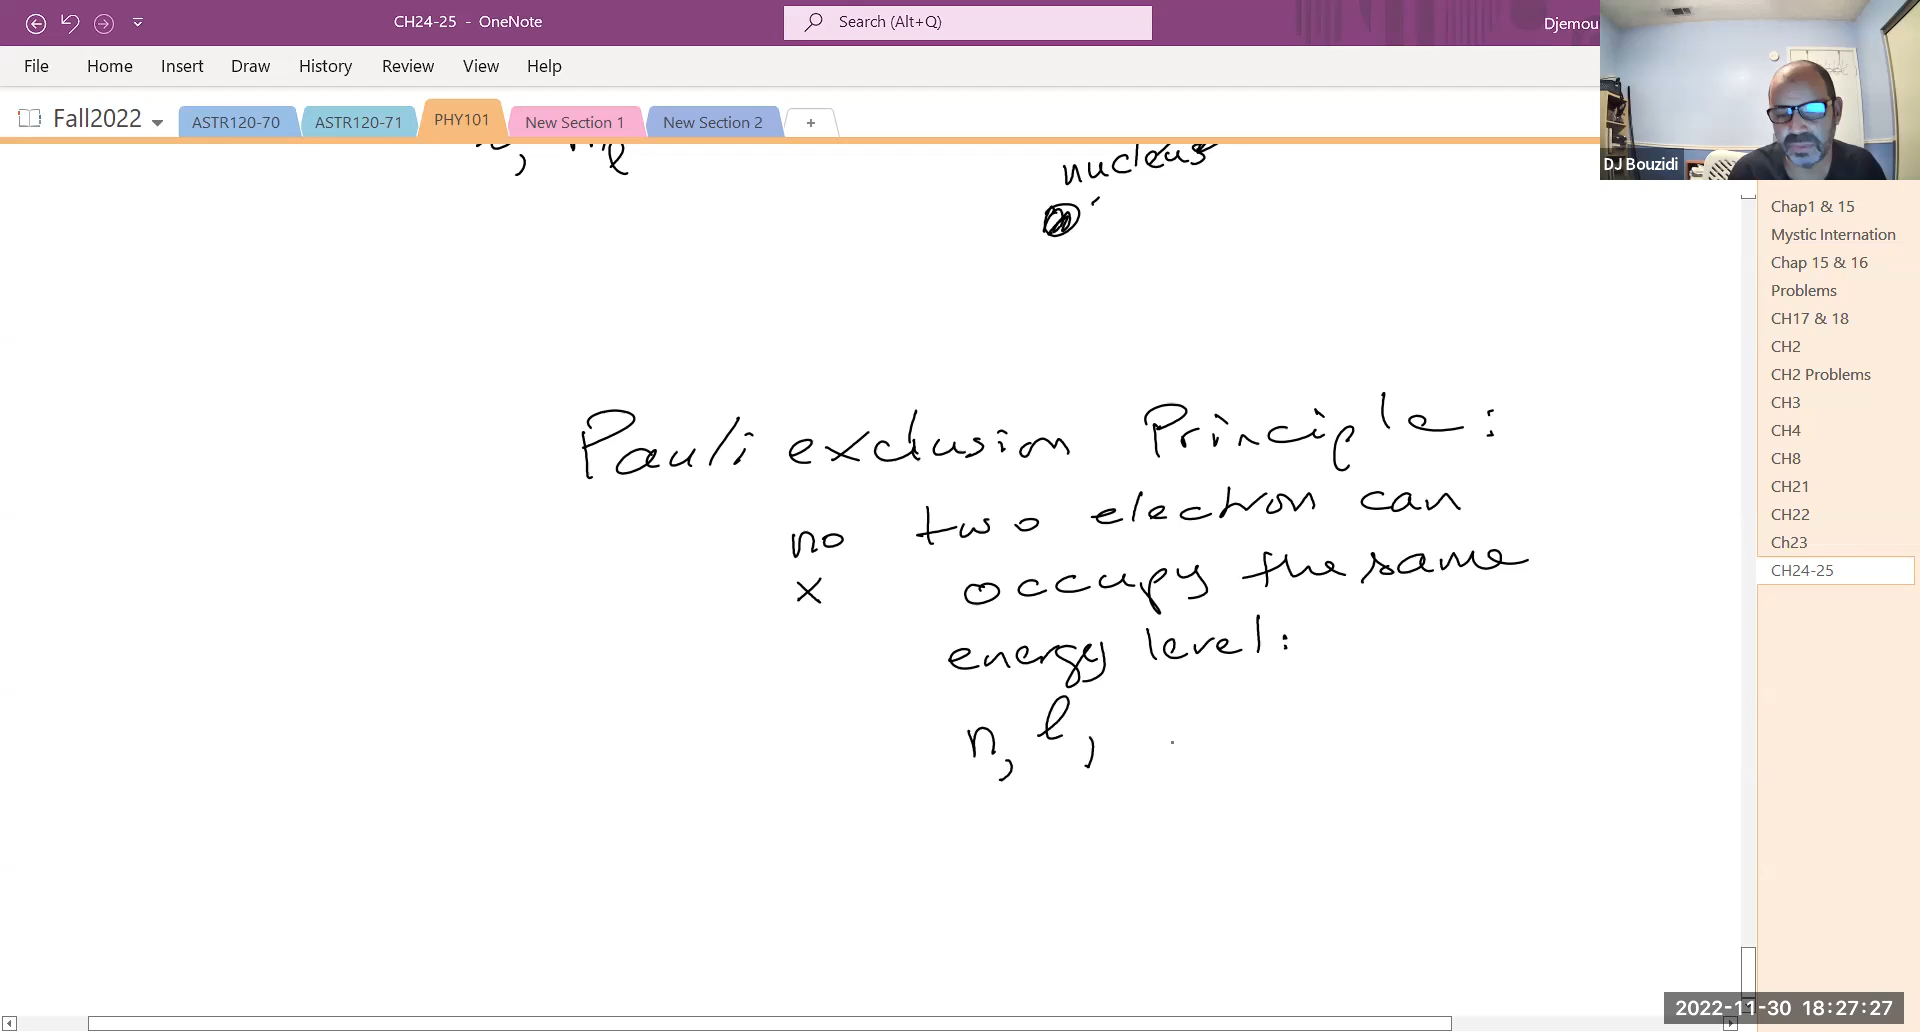 CH24-25 - OneNote
Search (Alt+Q)
Djemou
File Home Insert Draw History Review View Help
Fall2022
ASTR120-70 ASTR120-71 PHY101 New Section 1 New Section 2 +
DJ Bouzidi
nucleus
Pauli exclusion Principle:
no two electron can
x occupy the same
energy level:
n, l,
Chap1 & 15
Mystic Internation
Chap 15 & 16
Problems
CH17 & 18
CH2
CH2 Problems
CH3
CH4
CH8
CH21
CH22
Ch23
CH24-25
2022-11-30 18:27:27